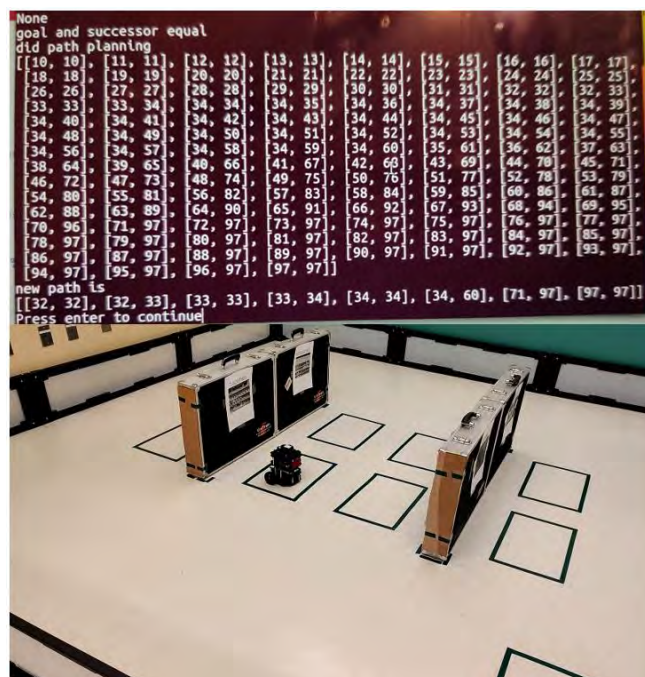 None
goal and successor equal
did path planning
[[10, 10], [11, 11], [12, 12], [13, 13], [14, 14], [15, 15], [16, 16], [17, 17],
[18, 18], [19, 19], [20, 20], [21, 21], [22, 22], [23, 23], [24, 24], [25, 25],
[26, 26], [27, 27], [28, 28], [29, 29], [30, 30], [31, 31], [32, 32], [32, 33],
[33, 33], [33, 34], [34, 34], [34, 35], [34, 36], [34, 37], [34, 38], [34, 39],
[34, 40], [34, 41], [34, 42], [34, 43], [34, 44], [34, 45], [34, 46], [34, 47],
[34, 48], [34, 49], [34, 50], [34, 51], [34, 52], [34, 53], [34, 54], [34, 55],
[34, 56], [34, 57], [34, 58], [34, 59], [34, 60], [35, 61], [36, 62], [37, 63],
[38, 64], [39, 65], [40, 66], [41, 67], [42, 68], [43, 69], [44, 70], [45, 71],
[46, 72], [47, 73], [48, 74], [49, 75], [50, 76], [51, 77], [52, 78], [53, 79],
[54, 80], [55, 81], [56, 82], [57, 83], [58, 84], [59, 85], [60, 86], [61, 87],
[62, 88], [63, 89], [64, 90], [65, 91], [66, 92], [67, 93], [68, 94], [69, 95],
[70, 96], [71, 97], [72, 97], [73, 97], [74, 97], [75, 97], [76, 97], [77, 97],
[78, 97], [79, 97], [80, 97], [81, 97], [82, 97], [83, 97], [84, 97], [85, 97],
[86, 97], [87, 97], [88, 97], [89, 97], [90, 97], [91, 97], [92, 97], [93, 97],
[94, 97], [95, 97], [96, 97], [97, 97]]
new path is
[[32, 32], [32, 33], [33, 33], [33, 34], [34, 34], [34, 60], [71, 97], [97, 97]]
Press enter to continue